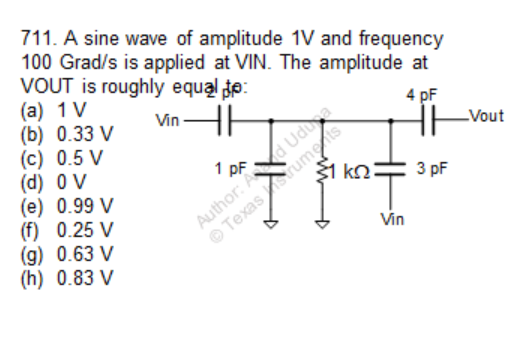 711. A sine wave of amplitude 1V and frequency
100 Grad/s is applied at VIN. The amplitude at
VOUT is roughly equal to:
(a) 1 V
(b) 0.33 V
(c) 0.5 V
(d) 0 V
(e) 0.99 V
(f) 0.25 V
(g) 0.63 V
(h) 0.83 V
pF
4 pF
Vin
Vout
1 pF
1 kΩ
3 pF
Vin
Author: Anand Udupa
© Texas Instruments